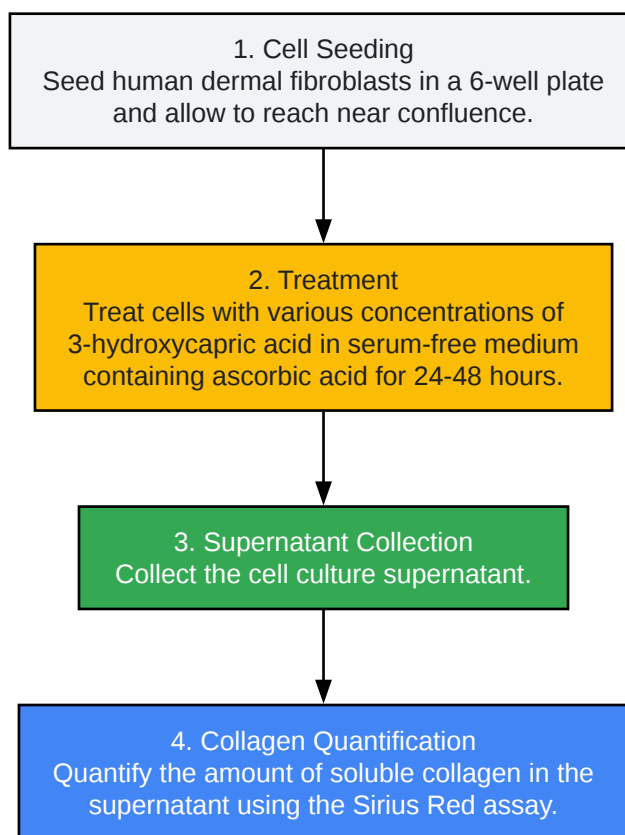 1. Cell Seeding
Seed human dermal fibroblasts in a 6-well plate
and allow to reach near confluence.
2. Treatment
Treat cells with various concentrations of
3-hydroxycapric acid in serum-free medium
containing ascorbic acid for 24-48 hours.
3. Supernatant Collection
Collect the cell culture supernatant.
4. Collagen Quantification
Quantify the amount of soluble collagen in the
supernatant using the Sirius Red assay.